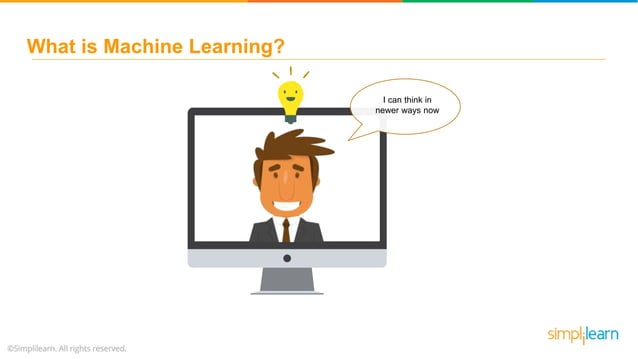 What is Machine Learning?
I can think in
newer ways now
simplilearn
©Simplilearn. All rights reserved.